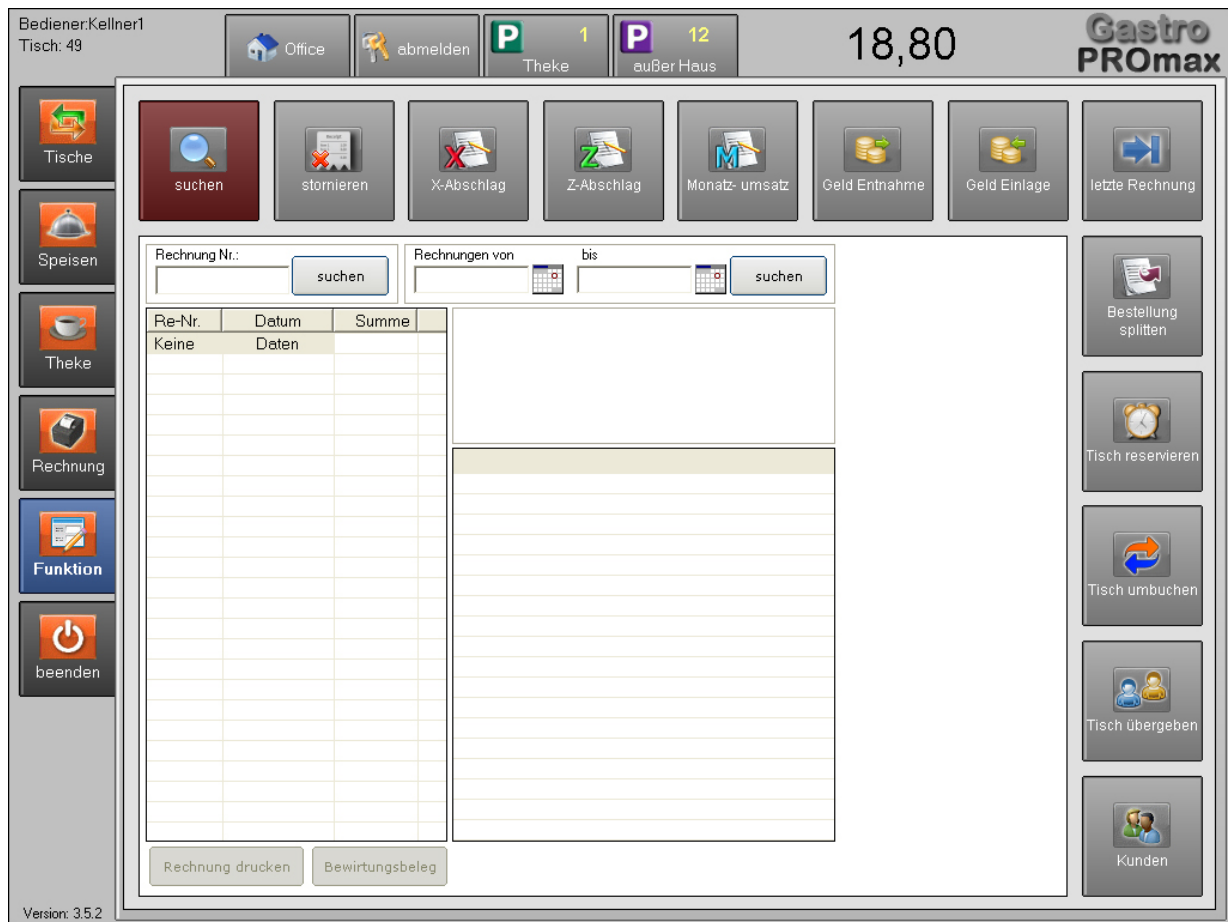 Bediener:Kellner1
Tisch: 49
Office
abmelden
P 1
Theke
P 12
außer Haus
18,80
Gastro
PROmax
Tische
Speisen
Theke
Rechnung
Funktion
beenden
Version: 3.5.2
suchen
stornieren
X-Abschlag
Z-Abschlag
Monatz- umsatz
Geld Entnahme
Geld Einlage
letzte Rechnung
Rechnung Nr.:
suchen
Rechnungen von
bis
suchen
Re-Nr. Datum Summe
Keine Daten
Rechnung drucken
Bewirtungsbeleg
Bestellung
splitten
Tisch reservieren
Tisch umbuchen
Tisch übergeben
Kunden